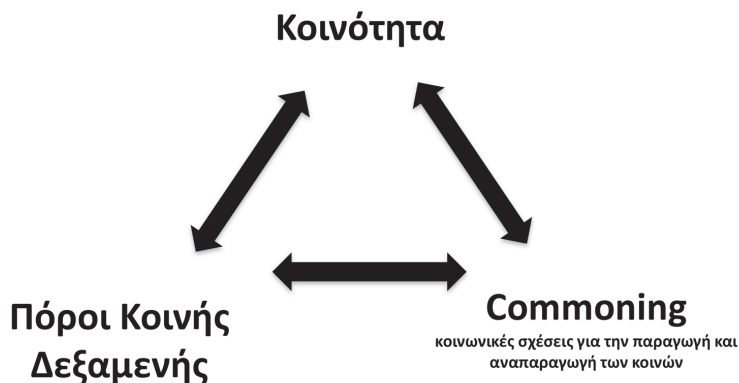 Κοινότητα
Πόροι Κοινής
Δεξαμενής
Commoning
κοινωνικές σχέσεις για την παραγωγή και
αναπαραγωγή των κοινών